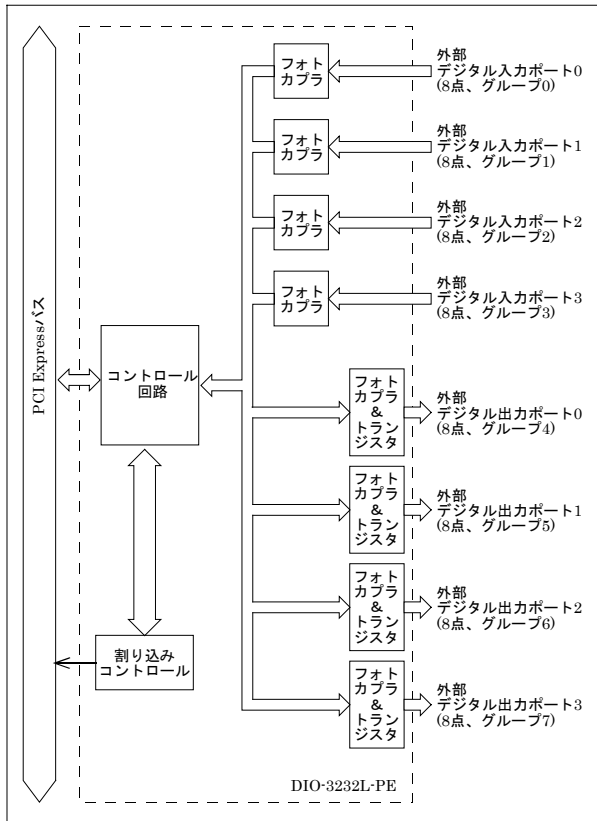 フォト
カプラ
外部
デジタル入力ポート0
(8点、グループ0)
フォト
カプラ
外部
デジタル入力ポート1
(8点、グループ1)
フォト
カプラ
外部
デジタル入力ポート2
(8点、グループ2)
フォト
カプラ
外部
デジタル入力ポート3
(8点、グループ3)
PCI Expressバス
コントロール
回路
フォト
カプラ
&
トラン
ジスタ
外部
デジタル出力ポート0
(8点、グループ4)
フォト
カプラ
&
トラン
ジスタ
外部
デジタル出力ポート1
(8点、グループ5)
フォト
カプラ
&
トラン
ジスタ
外部
デジタル出力ポート2
(8点、グループ6)
割り込み
コントロール
フォト
カプラ
&
トラン
ジスタ
外部
デジタル出力ポート3
(8点、グループ7)
DIO-3232L-PE